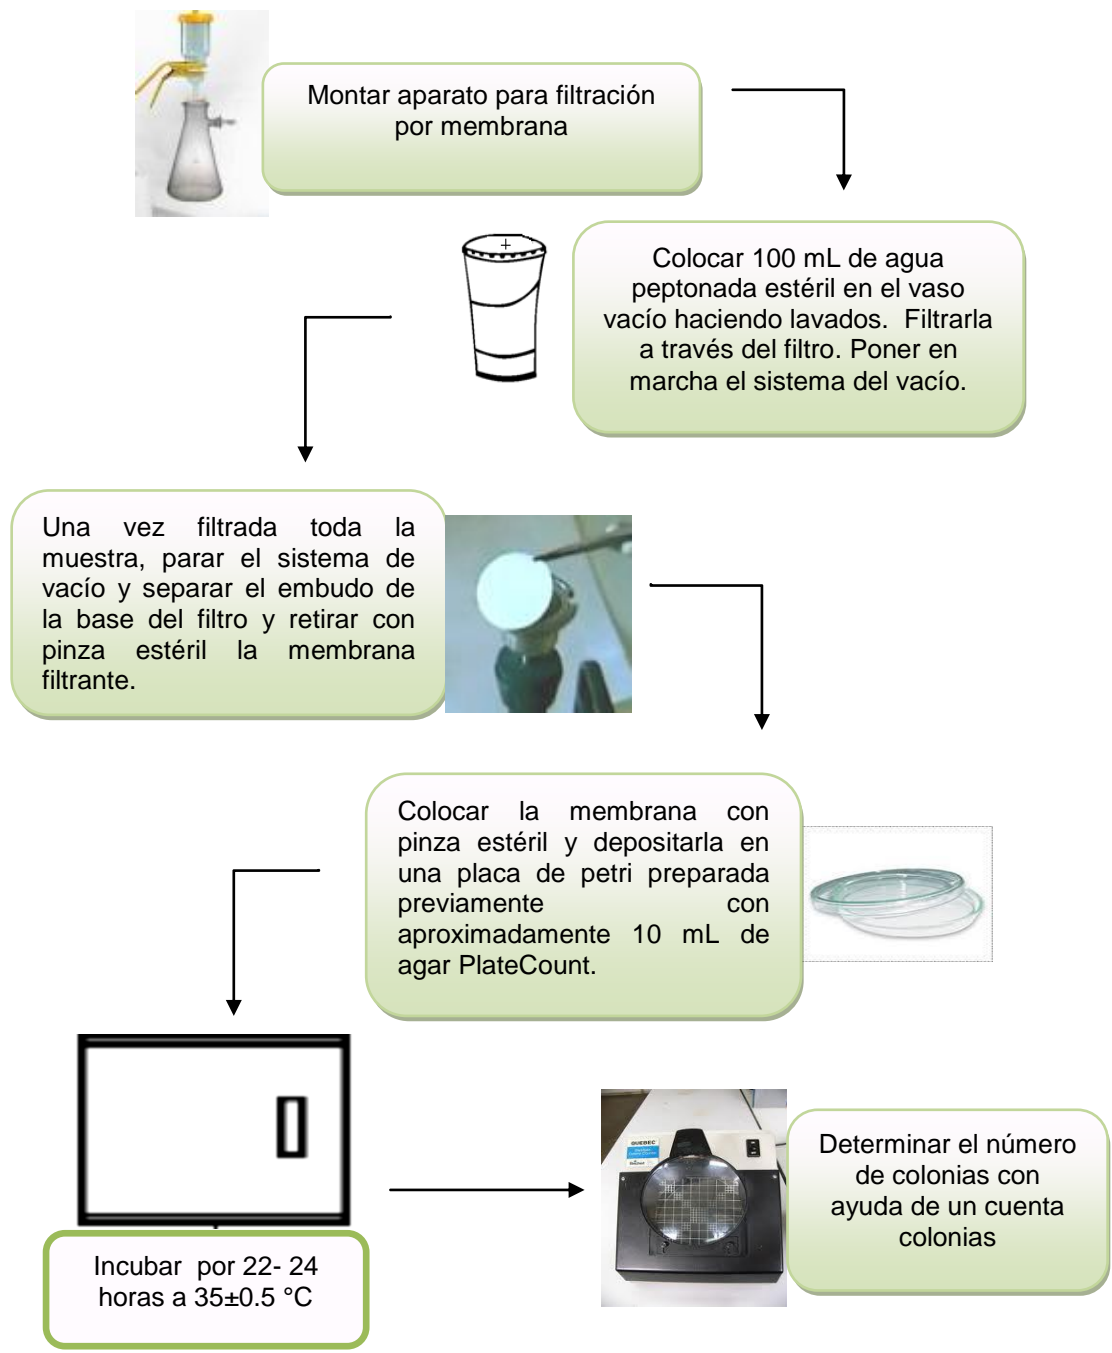 Montar aparato para filtración
por membrana
Colocar 100 mL de agua
peptonada estéril en el vaso
vacío haciendo lavados. Filtrarla
a través del filtro. Poner en
marcha el sistema del vacío.
Una vez filtrada toda la
muestra, parar el sistema de
vacío y separar el embudo de
la base del filtro y retirar con
pinza estéril la membrana
filtrante.
Colocar la membrana con
pinza estéril y depositarla en
una placa de petri preparada
previamente con
aproximadamente 10 mL de
agar PlateCount.
Incubar por 22- 24
horas a 35±0.5 °C
QUEBEC
Determinar el número
de colonias con
ayuda de un cuenta
colonias